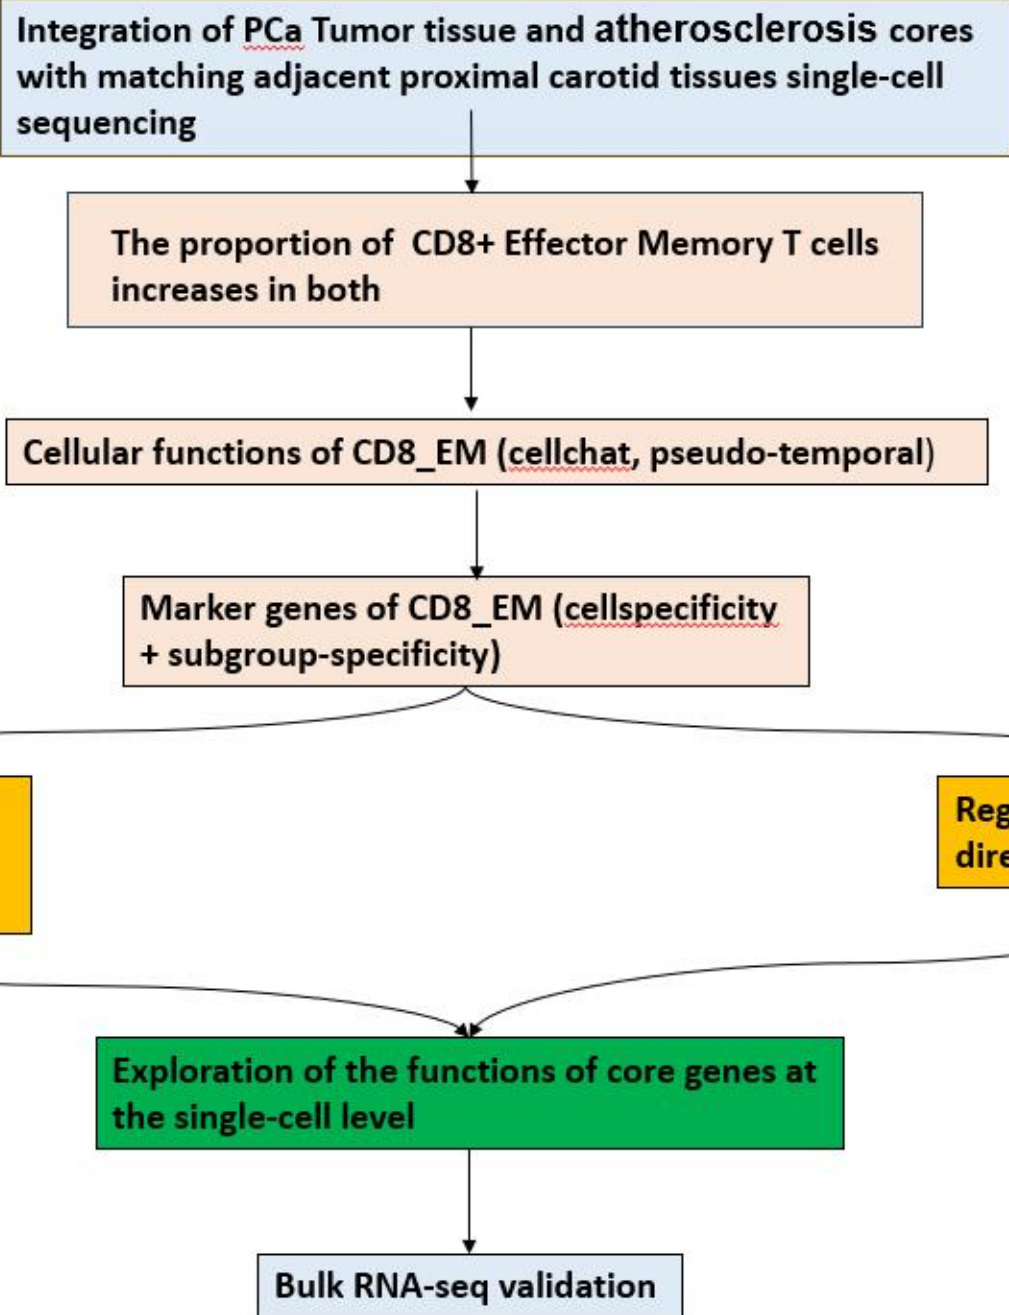 Integration of PCa Tumor tissue and atherosclerosis cores
with matching adjacent proximal carotid tissues single-cell
sequencing
The proportion of CD8+ Effector Memory T cells
increases in both
Cellular functions of CD8_EM (cellchat, pseudo-temporal)
Marker genes of CD8_EM (cellspecificity
+ subgroup-specificity)
Reg
dire
Exploration of the functions of core genes at
the single-cell level
Bulk RNA-seq validation